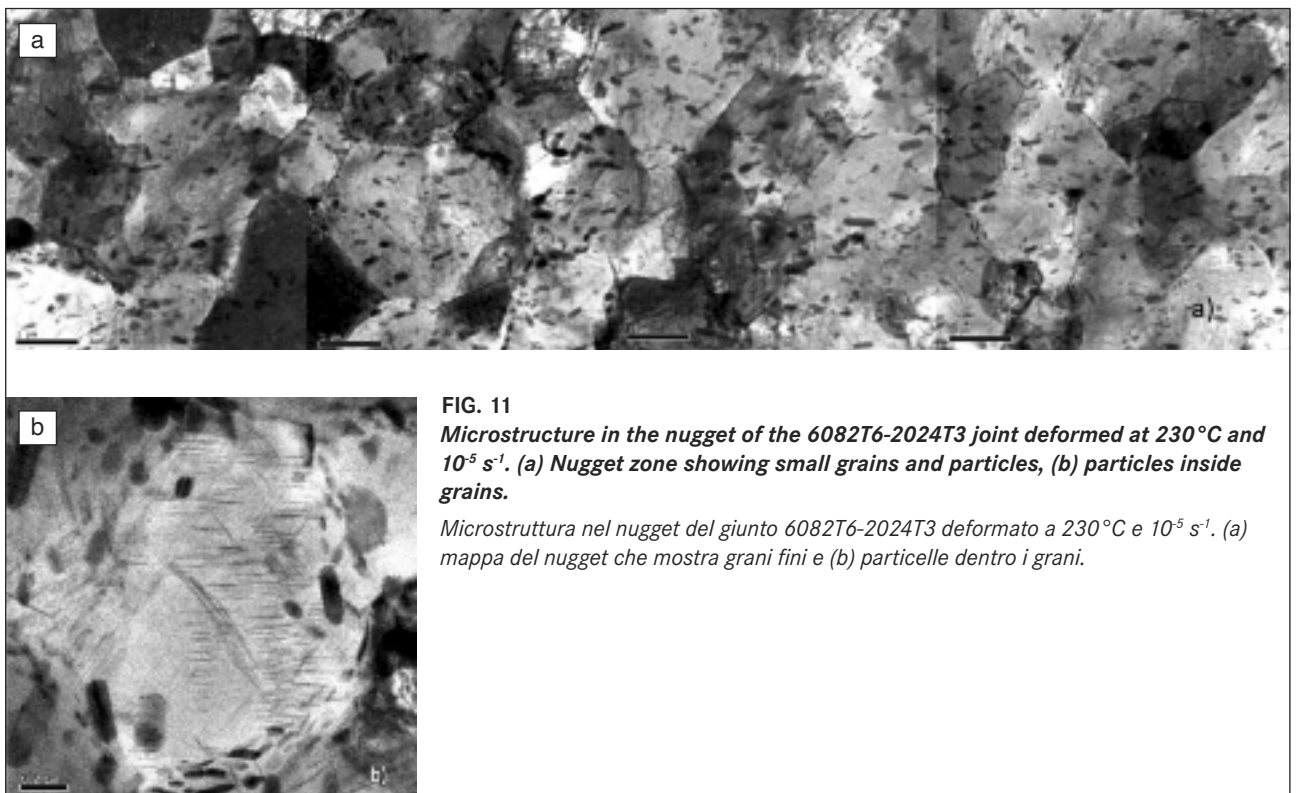 a
a)
b
b)
FIG. 11
Microstructure in the nugget of the 6082T6-2024T3 joint deformed at 230°C and
10⁻⁵ s⁻¹. (a) Nugget zone showing small grains and particles, (b) particles inside
grains.
Microstruttura nel nugget del giunto 6082T6-2024T3 deformato a 230°C e 10⁻⁵ s⁻¹. (a)
mappa del nugget che mostra grani fini e (b) particelle dentro i grani.